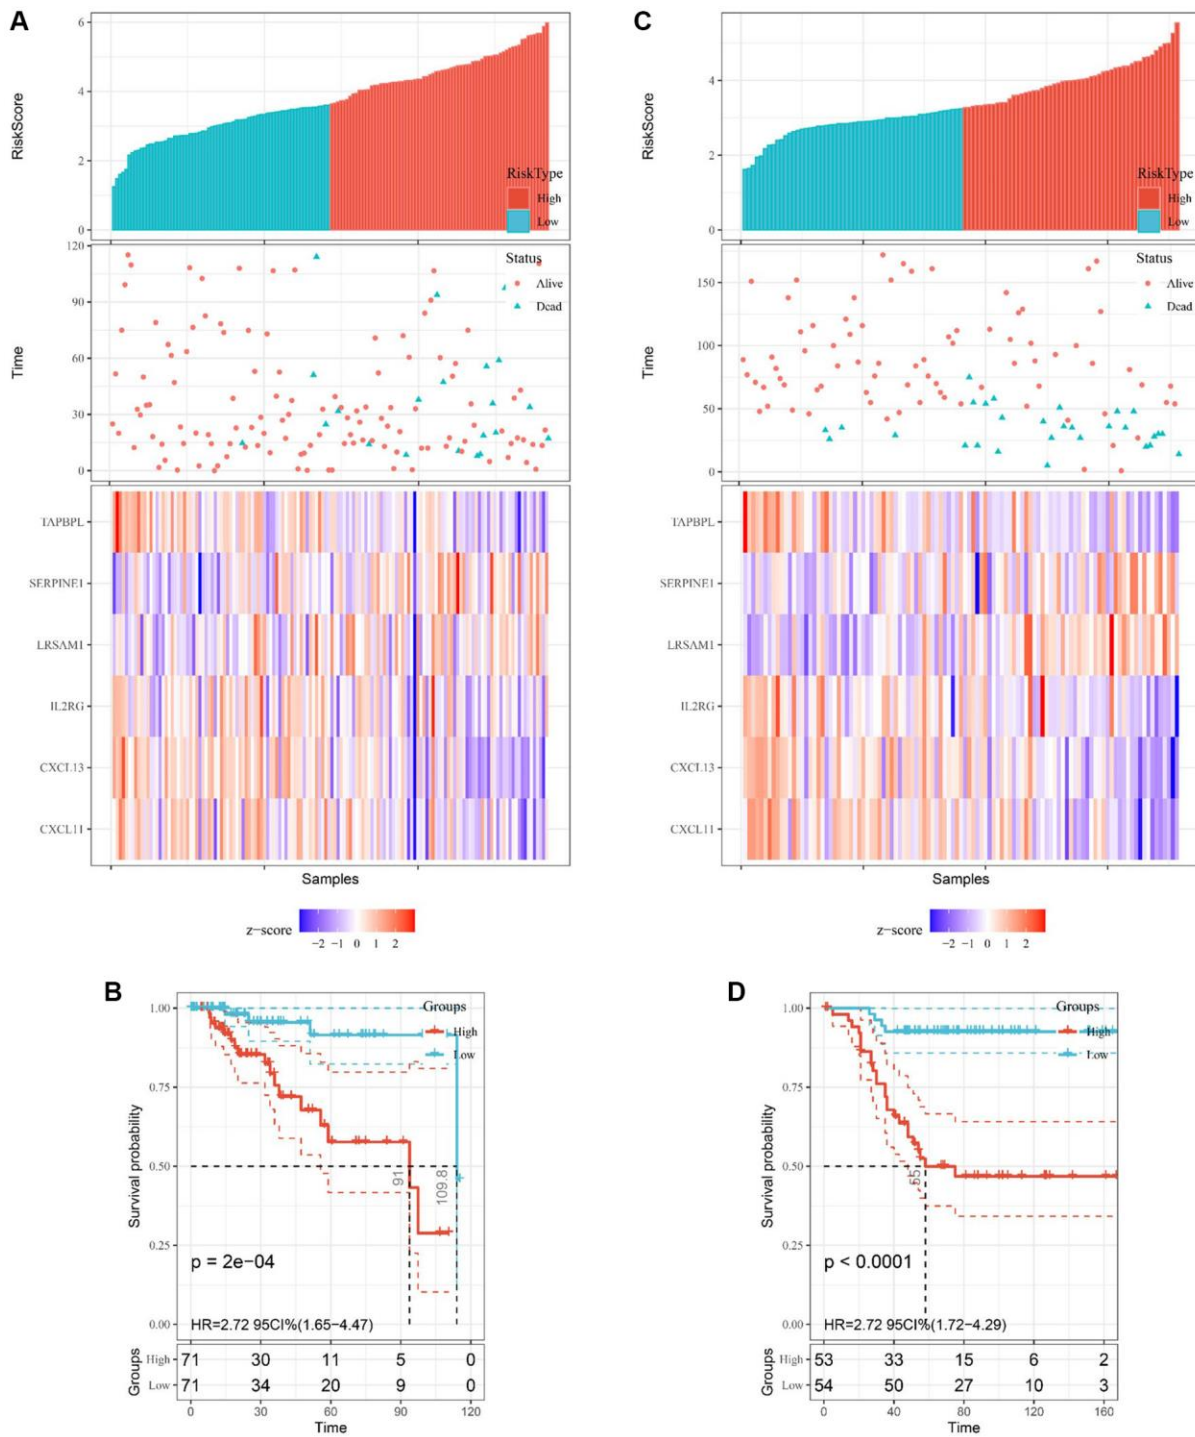 A
6
4
2
0
RiskScore
RiskType
High
Low
120
90
60
30
0
Time
Status
Alive
Dead
TAPBPL
SERPINE1
LRSAM1
IL2RG
CXCL13
CXCL11
Samples
z-score
-2 -1 0 1 2
C
4
2
0
RiskScore
RiskType
High
Low
150
100
50
0
Time
Status
Alive
Dead
TAPBPL
SERPINE1
LRSAM1
IL2RG
CXCL13
CXCL11
Samples
z-score
-2 -1 0 1 2
B
Groups
High
Low
1.00
0.75
0.50
0.25
0.00
Survival probability
91
109.8
p = 2e-04
HR=2.72 95CI%(1.65-4.47)
Groups
High 71 30 11 5 0
Low 71 34 20 9 0
0 30 60 90 120
Time
D
Groups
High
Low
1.00
0.75
0.50
0.25
0.00
Survival probability
55
p < 0.0001
HR=2.72 95CI%(1.72-4.29)
Groups
High 53 33 15 6 2
Low 54 50 27 10 3
0 40 80 120 160
Time